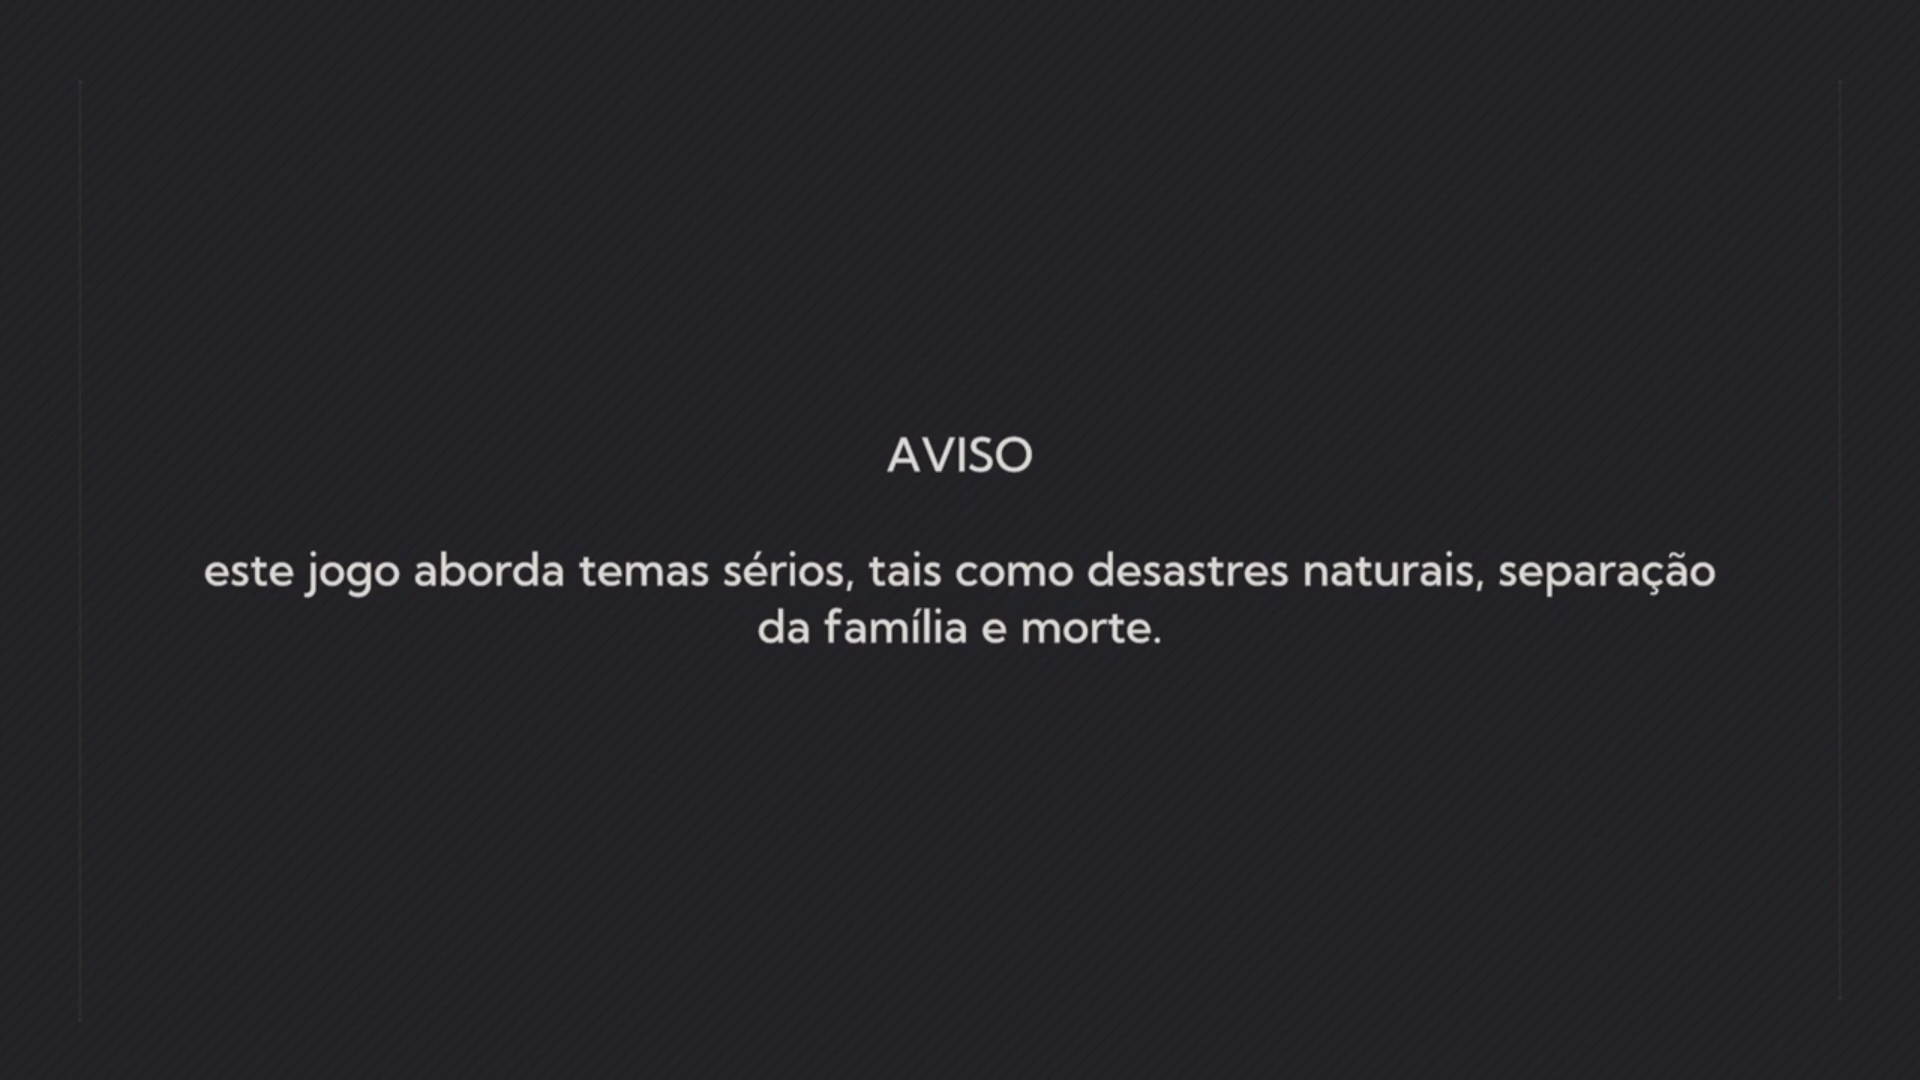 AVISO
este jogo aborda temas sérios, tais como desastres naturais, separação
da família e morte.